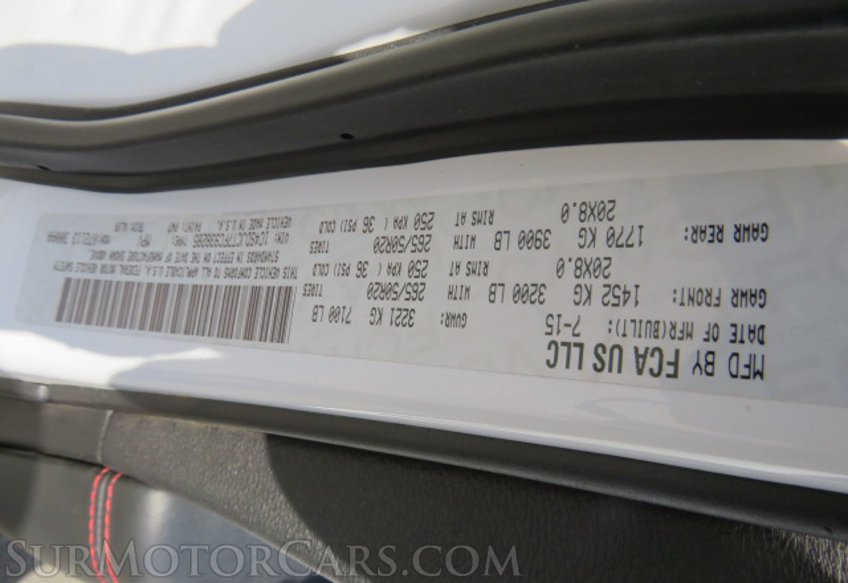 MFD BY FCA US LLC
DATE OF MFR(BUILT): 7-15 GVWR: 3221 KG 7100 LB
GAWR FRONT: 1452 KG 3200 LB WITH 265/50R20 TIRES
20X8.0 RIMS AT 250 KPA ( 36 PSI) COLD
GAWR REAR: 1770 KG 3900 LB WITH 265/50R20 TIRES
20X8.0 RIMS AT 250 KPA ( 36 PSI) COLD
THIS VEHICLE CONFORMS TO ALL APPLICABLE U.S.A. FEDERAL MOTOR VEHICLE SAFETY
STANDARDS IN EFFECT ON THE DATE OF MANUFACTURE SHOWN ABOVE.
VIN: TYPE: MPV
VEHICLE MADE IN U.S.A. PAINT:
SURMOTORCARS.COM